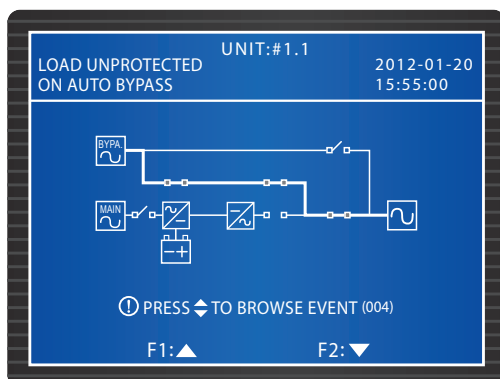 UNIT:#1.1
LOAD UNPROTECTED
ON AUTO BYPASS
2012-01-20
15:55:00
BYPA.
MAIN
PRESS TO BROWSE EVENT (004)
F1:
F2: